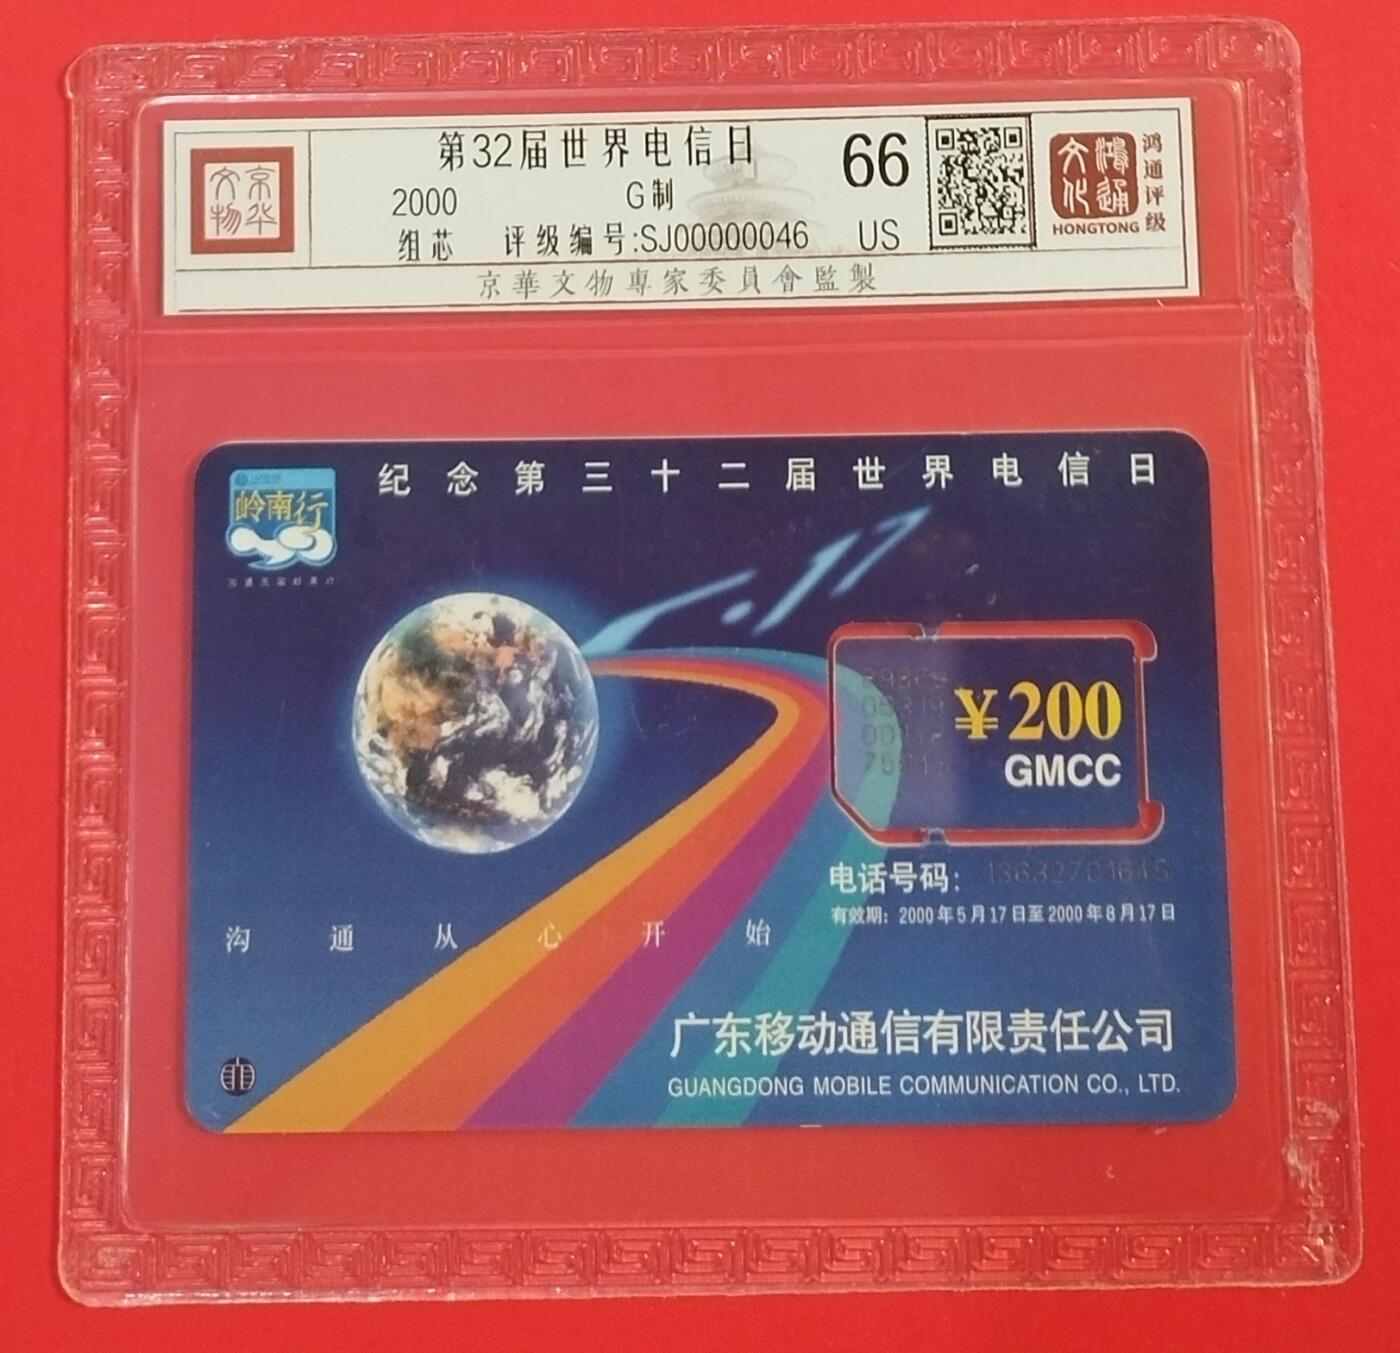 京华
文物
第32届世界电信日
2000
G制
组芯
评级编号:SJ00000046
66
US
京華文物專家委員會監製
鸿通
文化
HONGTONG
鸿通评级
岭南行
纪念第三十二届世界电信日
5.17
¥200
GMCC
电话号码: 13632701645
有效期: 2000年5月17日至2000年8月17日
沟通从心开始
广东移动通信有限责任公司
GUANGDONG MOBILE COMMUNICATION CO., LTD.